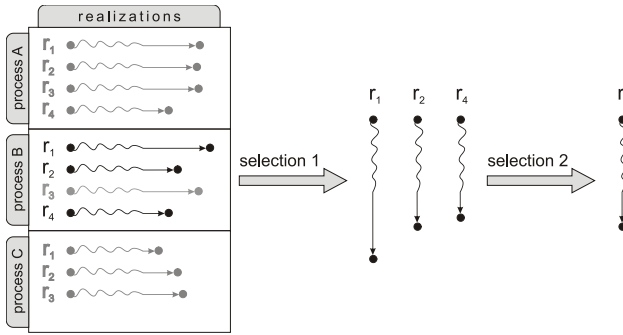 realizations
process A
r1
r2
r3
r4
process B
r1
r2
r3
r4
process C
r1
r2
r3
selection 1
r1
r2
r4
selection 2
r